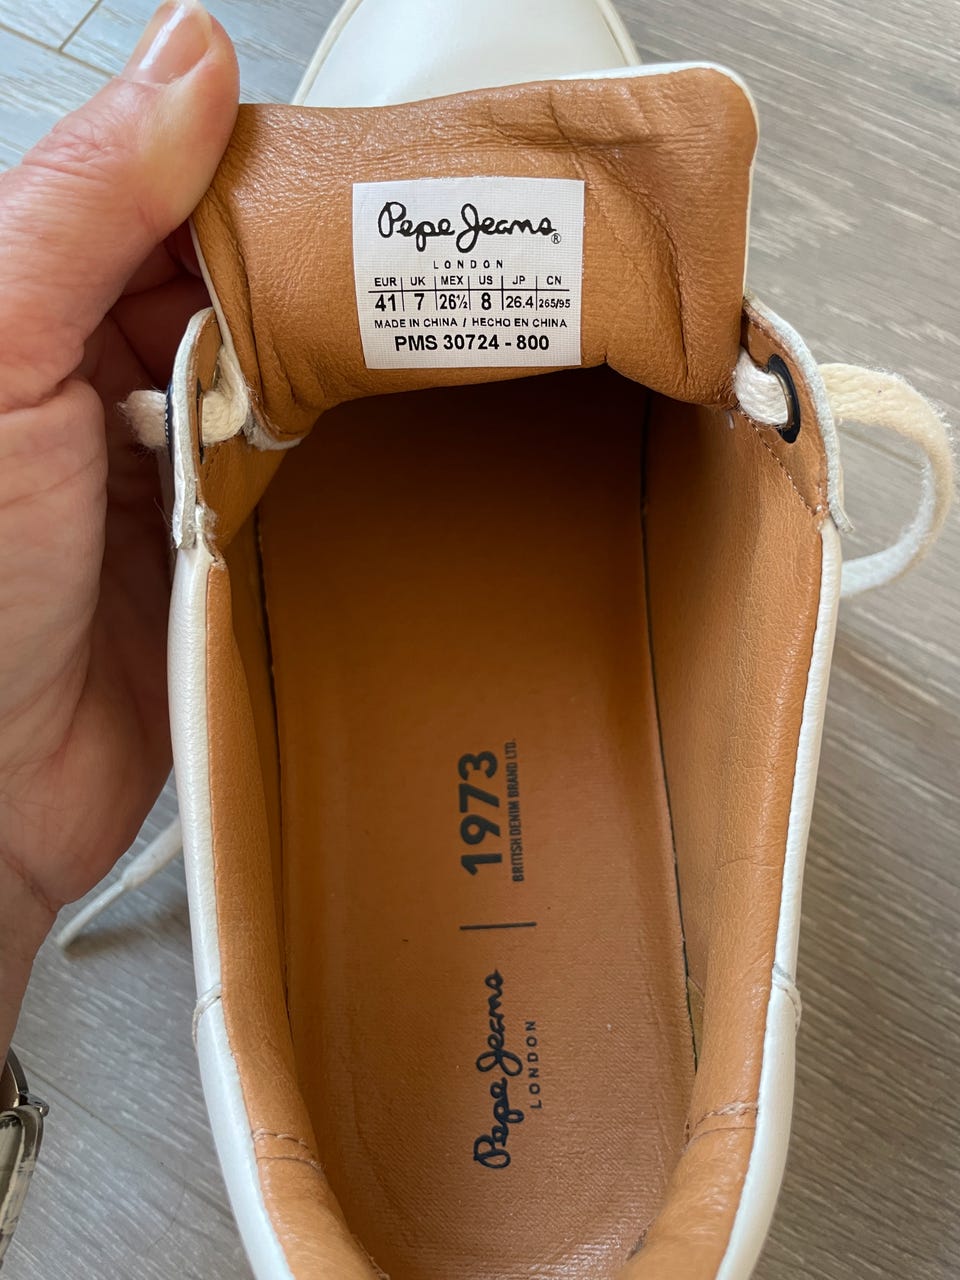 Pepe Jeans®
LONDON
EUR | UK | MEX | US | JP | CN
41 | 7 | 26½ | 8 | 26.4 | 265/95
MADE IN CHINA / HECHO EN CHINA
PMS 30724 - 800
Pepe Jeans
LONDON
1973
BRITISH DENIM BRAND LTD.